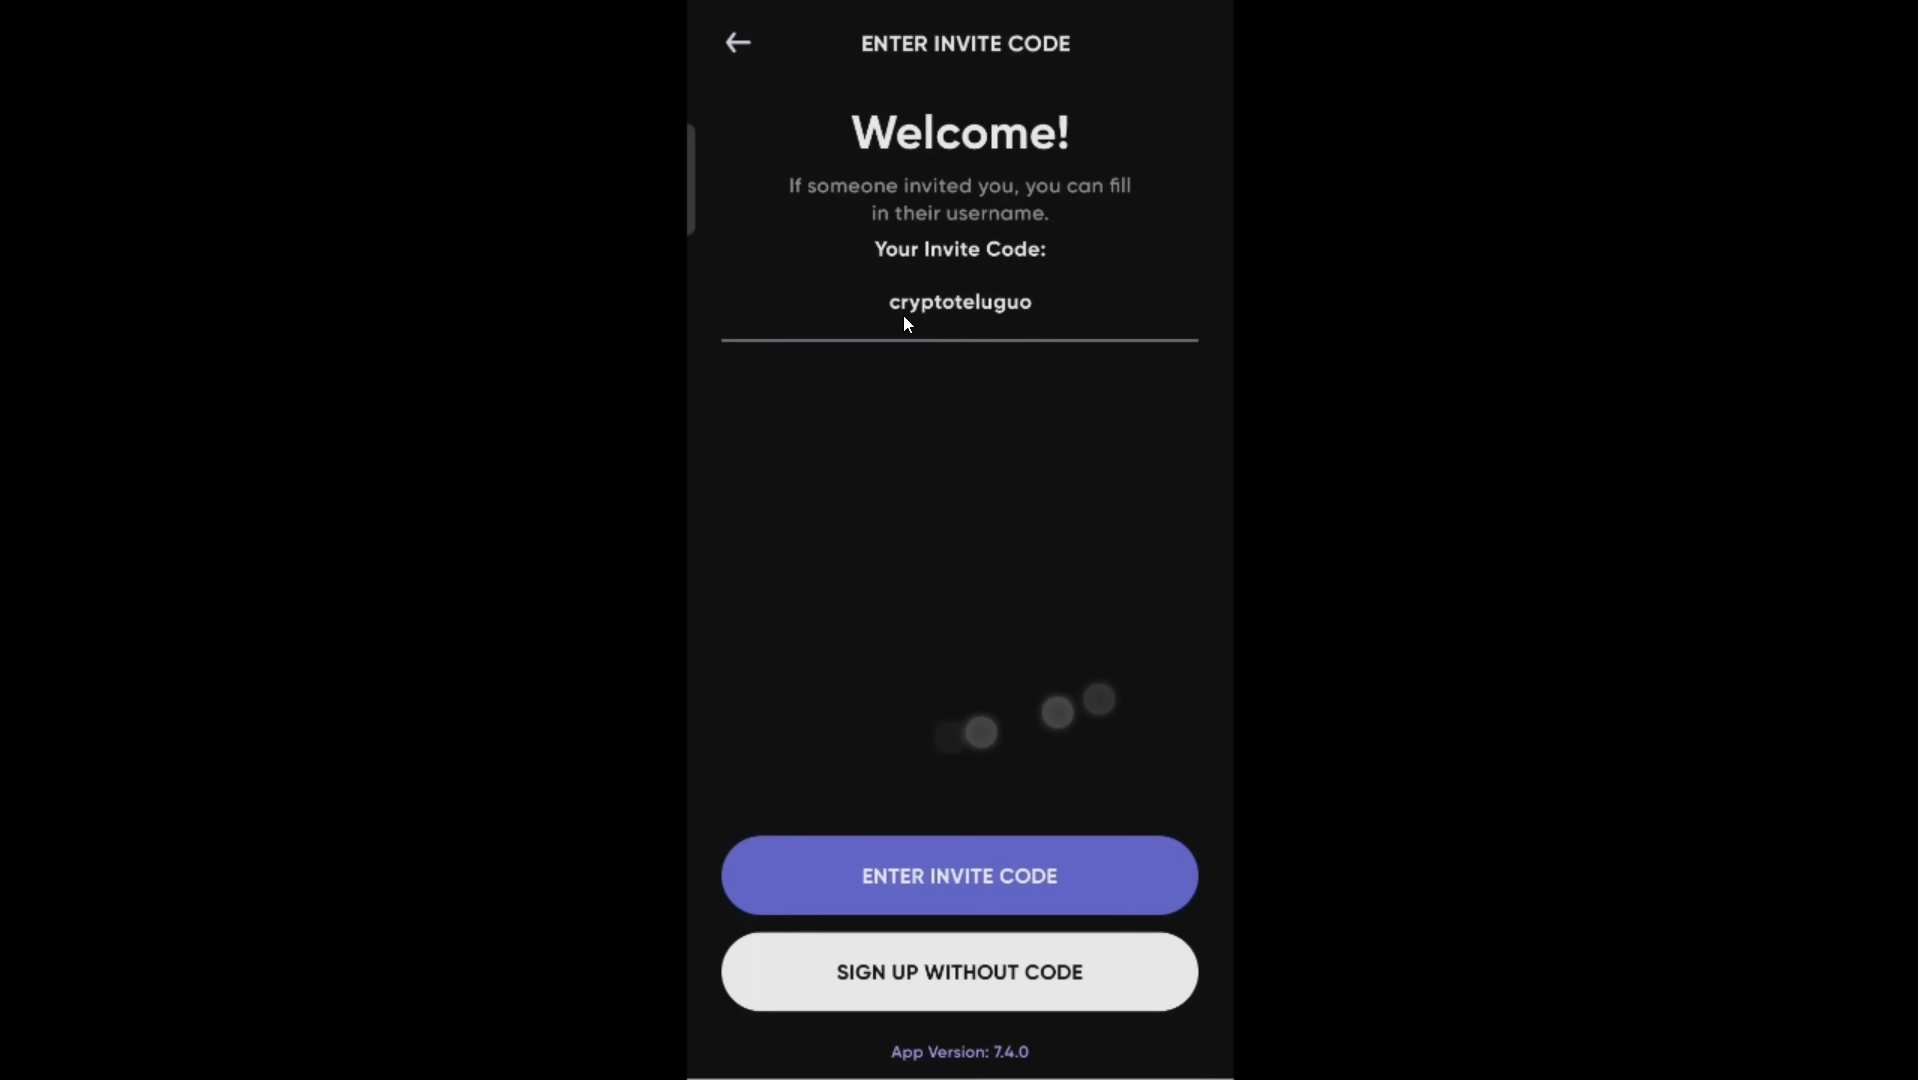 ENTER INVITE CODE
Welcome!
If someone invited you, you can fill
in their username.
Your Invite Code:
cryptoteluguo
ENTER INVITE CODE
SIGN UP WITHOUT CODE
App Version: 7.4.0